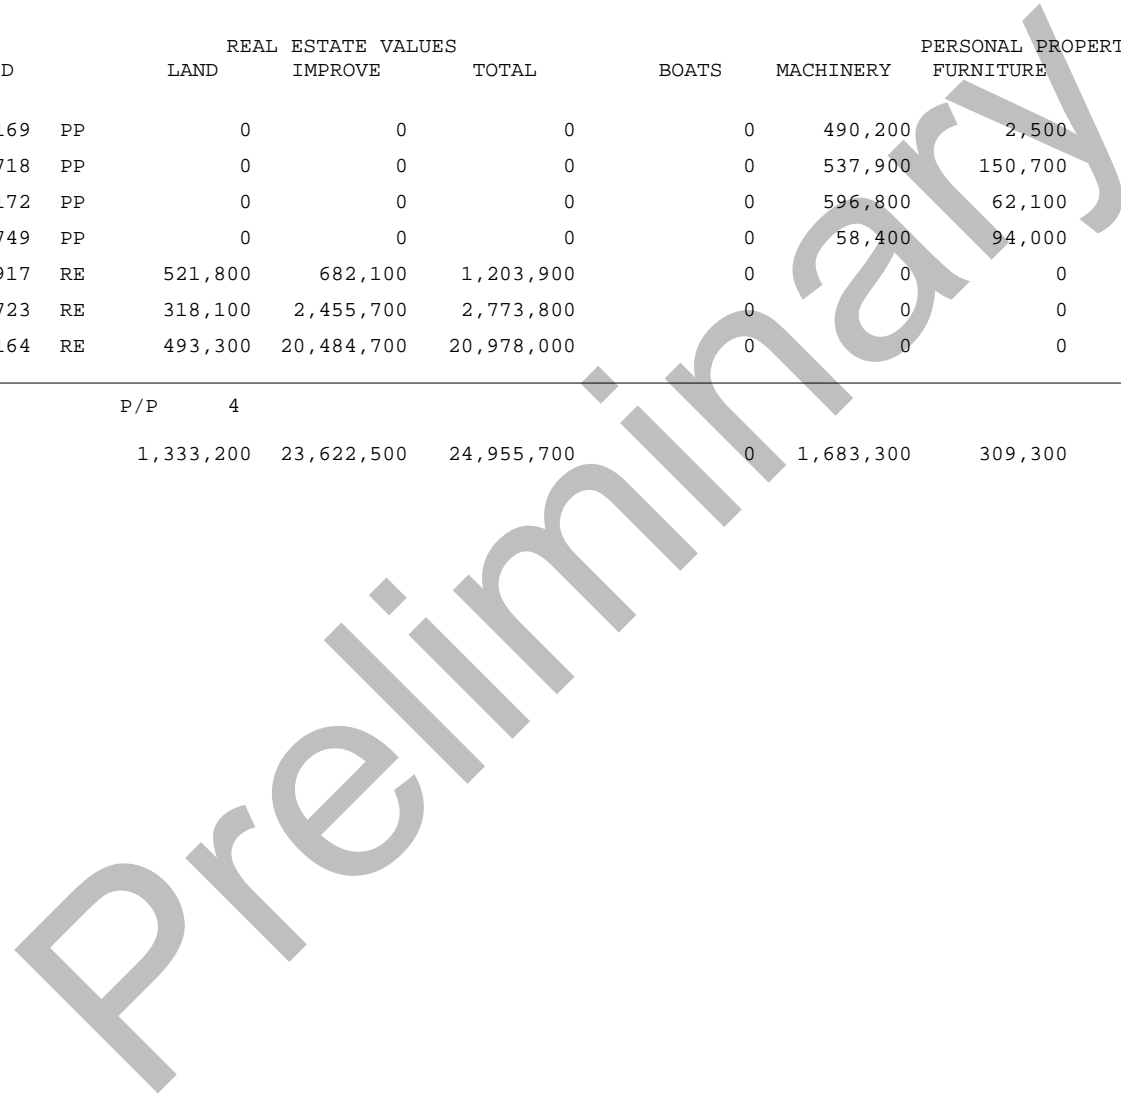 REAL ESTATE VALUES PERSONAL PROPERT
D LAND IMPROVE TOTAL BOATS MACHINERY FURNITURE
169 PP 0 0 0 0 490,200 2,500
718 PP 0 0 0 0 537,900 150,700
172 PP 0 0 0 0 596,800 62,100
749 PP 0 0 0 0 58,400 94,000
917 RE 521,800 682,100 1,203,900 0 0 0
723 RE 318,100 2,455,700 2,773,800 0 0 0
164 RE 493,300 20,484,700 20,978,000 0 0 0
P/P 4
1,333,200 23,622,500 24,955,700 0 1,683,300 309,300
Preliminary